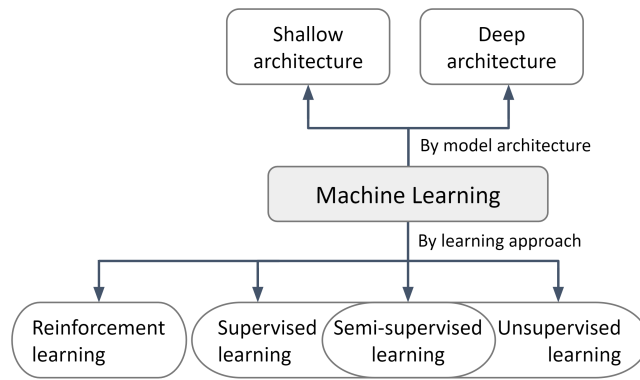 Shallow
architecture
Deep
architecture
By model architecture
Machine Learning
By learning approach
Reinforcement
learning
Supervised
learning
Semi-supervised
learning
Unsupervised
learning